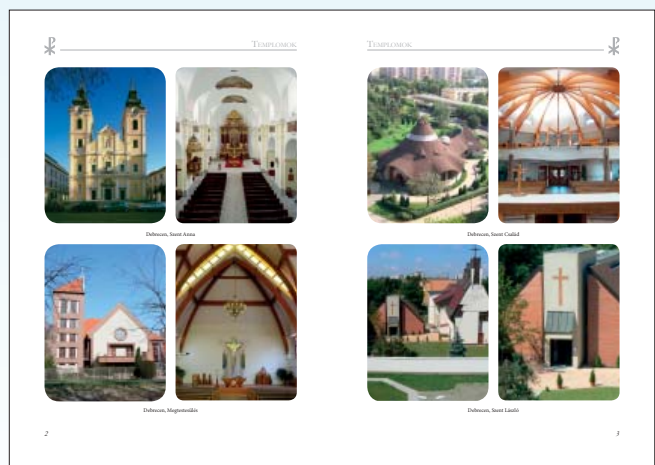 Templomok
Debrecen, Szent Anna
Debrecen, Megtestesülés
2
Templomok
Debrecen, Szent Család
Debrecen, Szent László
3